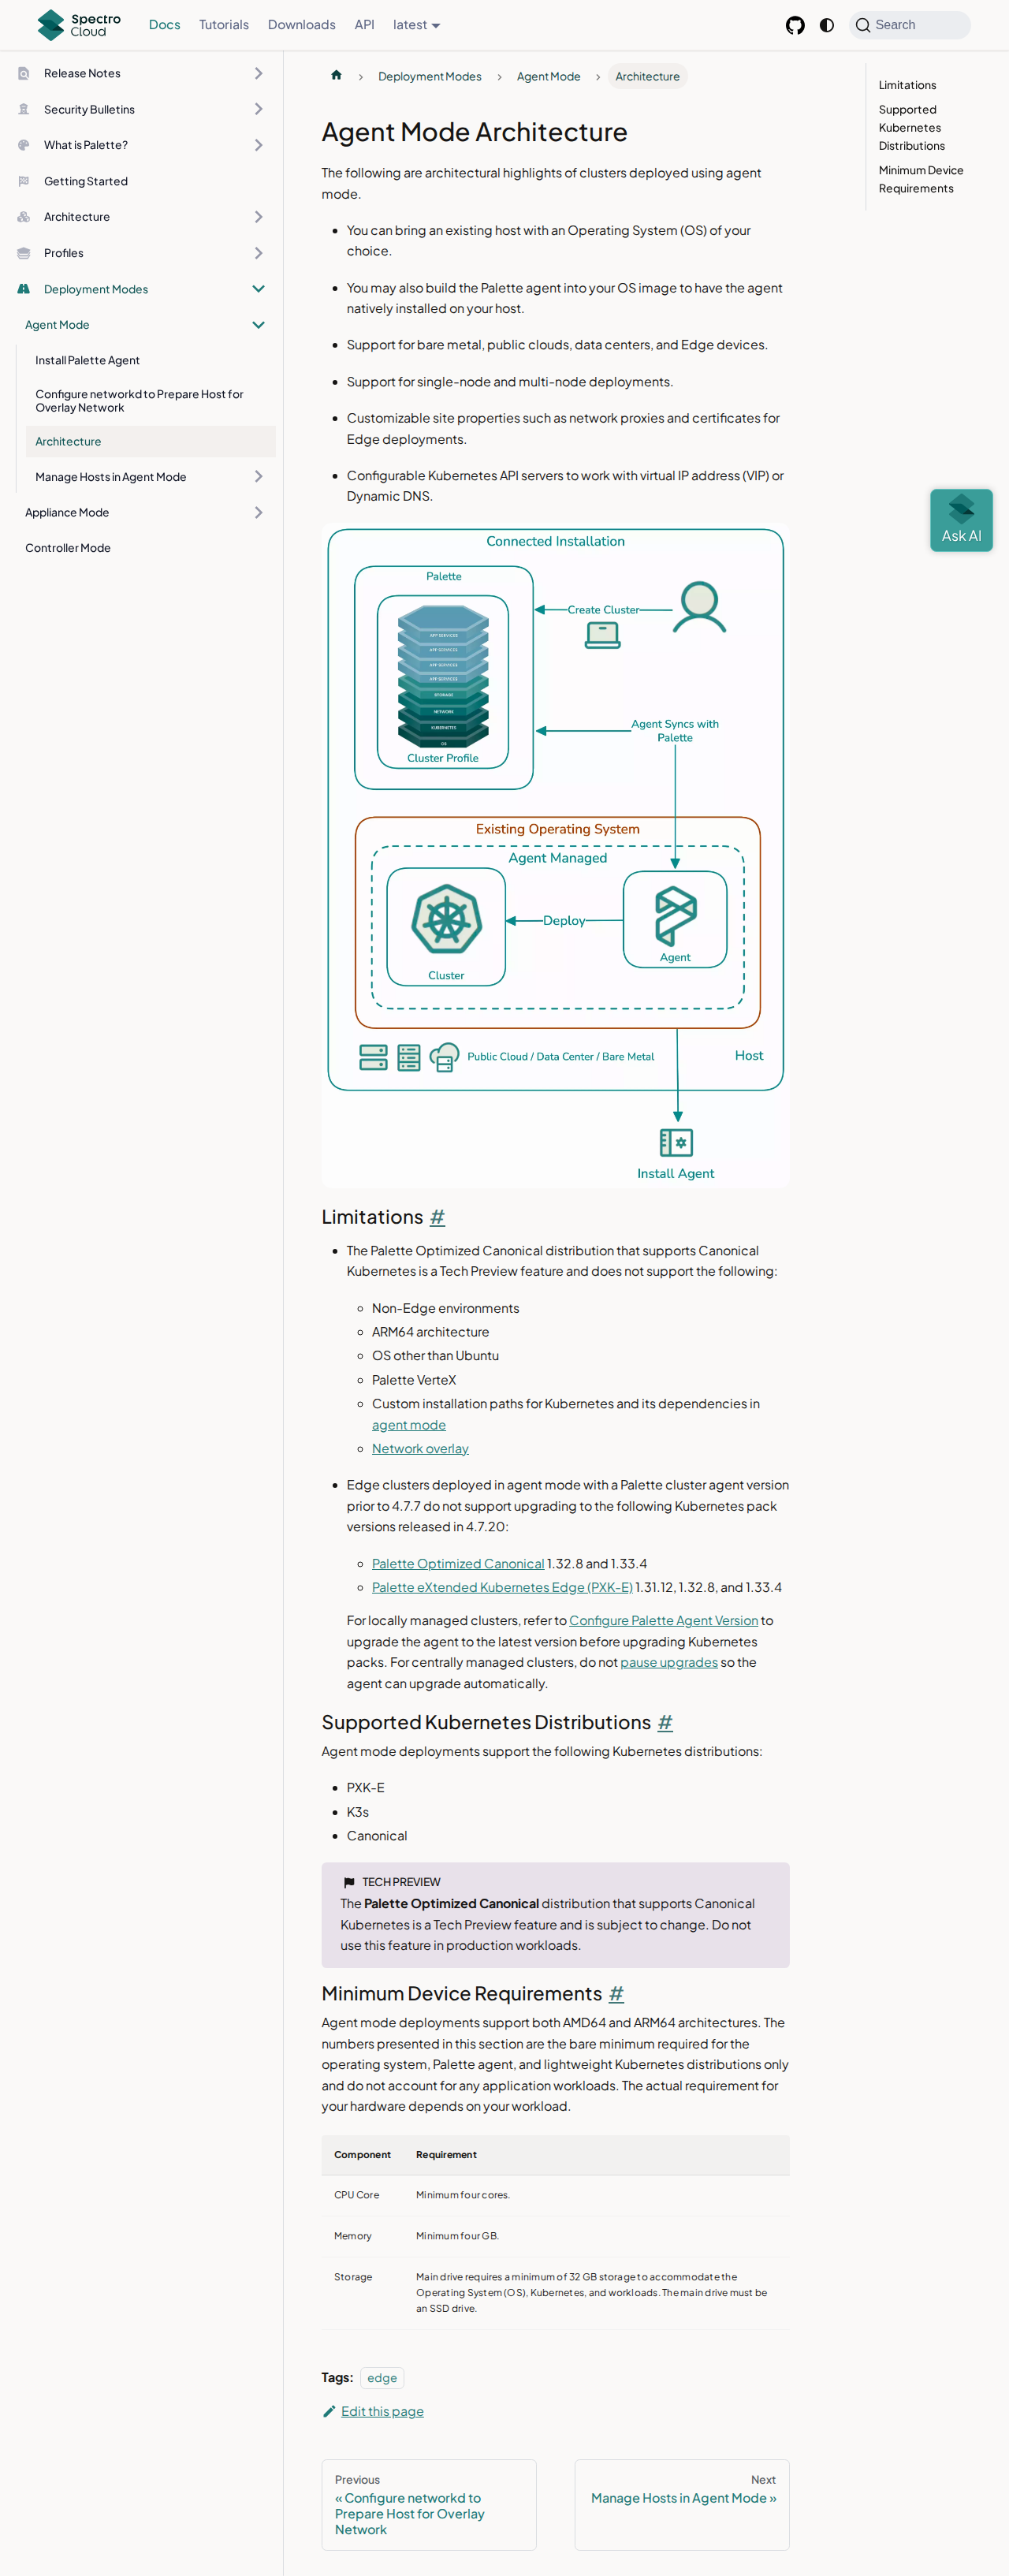 Spectro Cloud
Docs
Tutorials
Downloads
API
latest
Search
Release Notes
Security Bulletins
What is Palette?
Getting Started
Architecture
Profiles
Deployment Modes
Agent Mode
Install Palette Agent
Configure networkd to Prepare Host for
Overlay Network
Architecture
Manage Hosts in Agent Mode
Appliance Mode
Controller Mode
Deployment Modes
Agent Mode
Architecture
Agent Mode Architecture
The following are architectural highlights of clusters deployed using agent
mode.
You can bring an existing host with an Operating System (OS) of your
choice.
You may also build the Palette agent into your OS image to have the agent
natively installed on your host.
Support for bare metal, public clouds, data centers, and Edge devices.
Support for single-node and multi-node deployments.
Customizable site properties such as network proxies and certificates for
Edge deployments.
Configurable Kubernetes API servers to work with virtual IP address (VIP) or
Dynamic DNS.
Connected Installation
Palette
APP SERVICES
APP SERVICES
APP SERVICES
APP SERVICES
STORAGE
NETWORK
KUBERNETES
OS
Cluster Profile
Create Cluster
Agent Syncs with
Palette
Existing Operating System
Agent Managed
Cluster
Deploy
Agent
Public Cloud / Data Center / Bare Metal
Host
Install Agent
Limitations #
The Palette Optimized Canonical distribution that supports Canonical
Kubernetes is a Tech Preview feature and does not support the following:
Non-Edge environments
ARM64 architecture
OS other than Ubuntu
Palette VerteX
Custom installation paths for Kubernetes and its dependencies in
agent mode
Network overlay
Edge clusters deployed in agent mode with a Palette cluster agent version
prior to 4.7.7 do not support upgrading to the following Kubernetes pack
versions released in 4.7.20:
Palette Optimized Canonical 1.32.8 and 1.33.4
Palette eXtended Kubernetes Edge (PXK-E) 1.31.12, 1.32.8, and 1.33.4
For locally managed clusters, refer to Configure Palette Agent Version to
upgrade the agent to the latest version before upgrading Kubernetes
packs. For centrally managed clusters, do not pause upgrades so the
agent can upgrade automatically.
Supported Kubernetes Distributions #
Agent mode deployments support the following Kubernetes distributions:
PXK-E
K3s
Canonical
TECH PREVIEW
The Palette Optimized Canonical distribution that supports Canonical
Kubernetes is a Tech Preview feature and is subject to change. Do not
use this feature in production workloads.
Minimum Device Requirements #
Agent mode deployments support both AMD64 and ARM64 architectures. The
numbers presented in this section are the bare minimum required for the
operating system, Palette agent, and lightweight Kubernetes distributions only
and do not account for any application workloads. The actual requirement for
your hardware depends on your workload.
Component Requirement
CPU Core Minimum four cores.
Memory Minimum four GB.
Storage Main drive requires a minimum of 32 GB storage to accommodate the
Operating System (OS), Kubernetes, and workloads. The main drive must be
an SSD drive.
Tags: edge
Edit this page
Previous
« Configure networkd to
Prepare Host for Overlay
Network
Next
Manage Hosts in Agent Mode »
Limitations
Supported
Kubernetes
Distributions
Minimum Device
Requirements
Ask AI